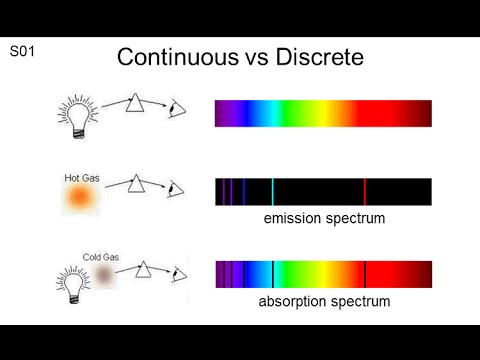 S01
Continuous vs Discrete
Hot Gas
emission spectrum
Cold Gas
absorption spectrum